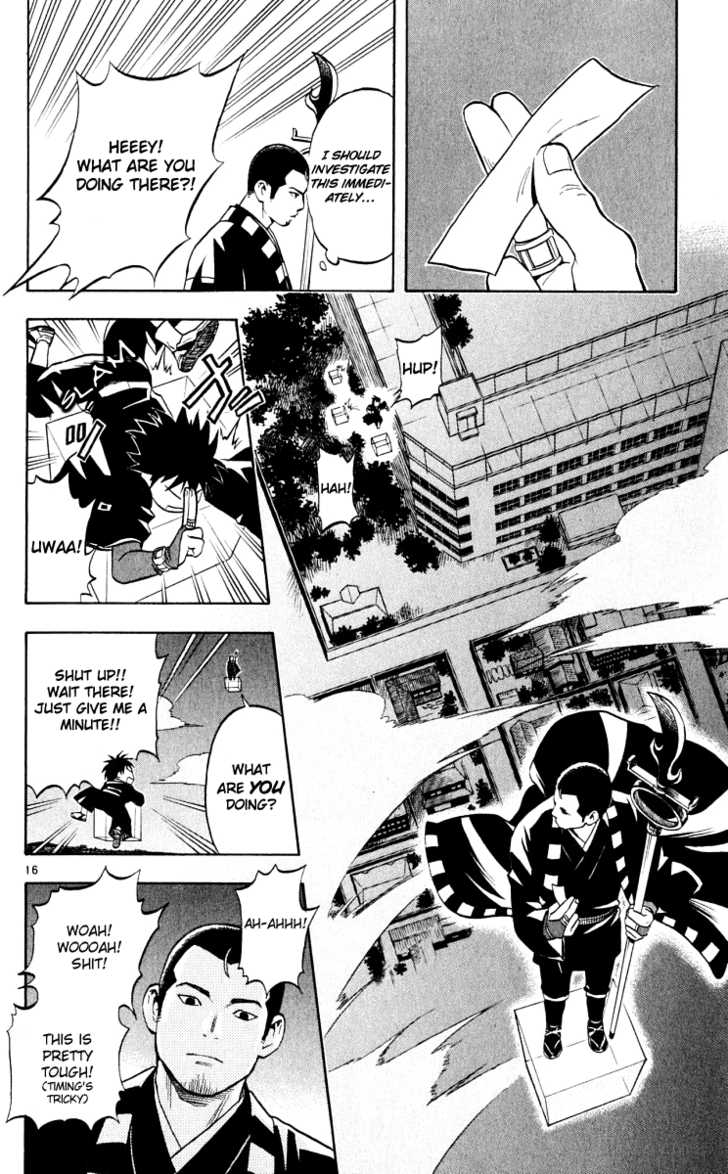 I SHOULD
INVESTIGATE
THIS IMMEDI-
ATELY...
HEEEY!
WHAT ARE YOU
DOING THERE?!
HUP!
HAH!
SLAM
UWAA!
WHAT
ARE YOU
DOING?
SHUT UP!!
WAIT THERE!
JUST GIVE ME A
MINUTE!!
16
AH-AHHH!
WOAH!
WOOOAH!
SHIT!
THIS IS
PRETTY
TOUGH!
(TIMING'S
TRICKY)